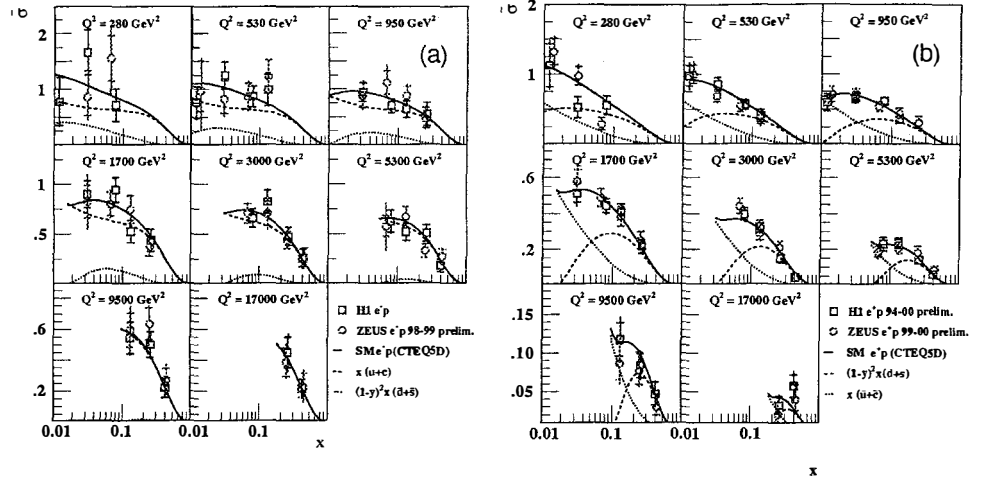 Q² = 280 GeV²
Q² = 530 GeV²
Q² = 950 GeV²
(a)
2
1
Q² = 1700 GeV²
Q² = 3000 GeV²
Q² = 5300 GeV²
1
.5
Q² = 9500 GeV²
Q² = 17000 GeV²
.6
.4
.2
H1 e⁻p
ZEUS e⁻p 98-99 prelim.
SM e⁻p (CTEQ5D)
x (u+c)
(1-y)² x (d̄+s̄)
0.01
0.1
0.01
0.1
x
Q² = 280 GeV²
Q² = 530 GeV²
Q² = 950 GeV²
(b)
2
1
Q² = 1700 GeV²
Q² = 3000 GeV²
Q² = 5300 GeV²
.6
.4
.2
Q² = 9500 GeV²
Q² = 17000 GeV²
.15
.10
.05
H1 e⁺p 94-00 prelim.
ZEUS e⁺p 99-00 prelim.
SM e⁺p (CTEQ5D)
(1-y)² x (d+s)
x (ū+c̄)
0.01
0.1
0.01
0.1
x